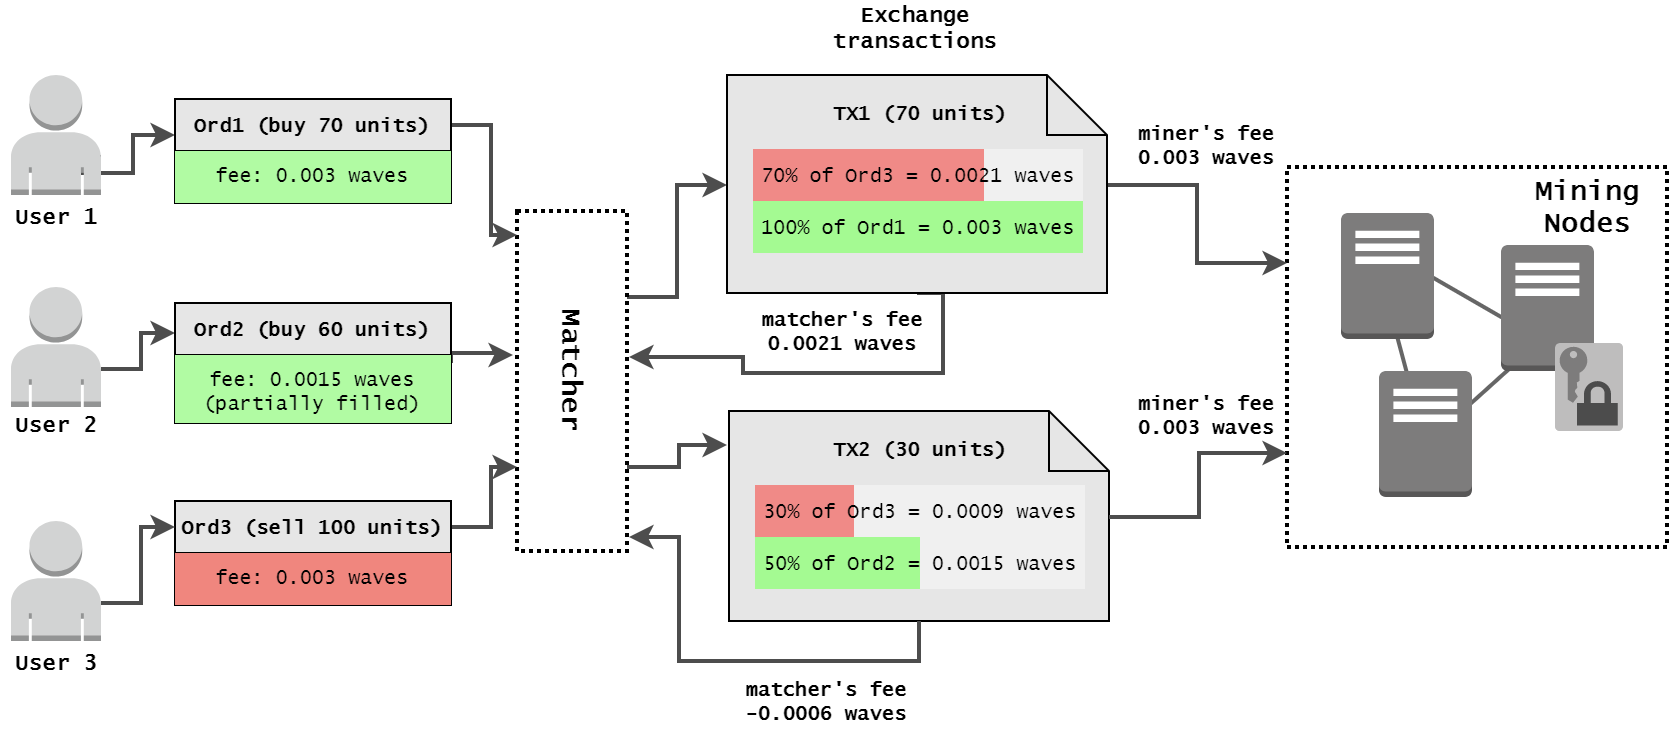 Exchange
transactions
Ord1 (buy 70 units)
fee: 0.003 waves
User 1
Ord2 (buy 60 units)
fee: 0.0015 waves
(partially filled)
User 2
Ord3 (sell 100 units)
fee: 0.003 waves
User 3
Matcher
TX1 (70 units)
70% of Ord3 = 0.0021 waves
100% of Ord1 = 0.003 waves
matcher's fee
0.0021 waves
TX2 (30 units)
30% of Ord3 = 0.0009 waves
50% of Ord2 = 0.0015 waves
matcher's fee
-0.0006 waves
miner's fee
0.003 waves
miner's fee
0.003 waves
Mining
Nodes